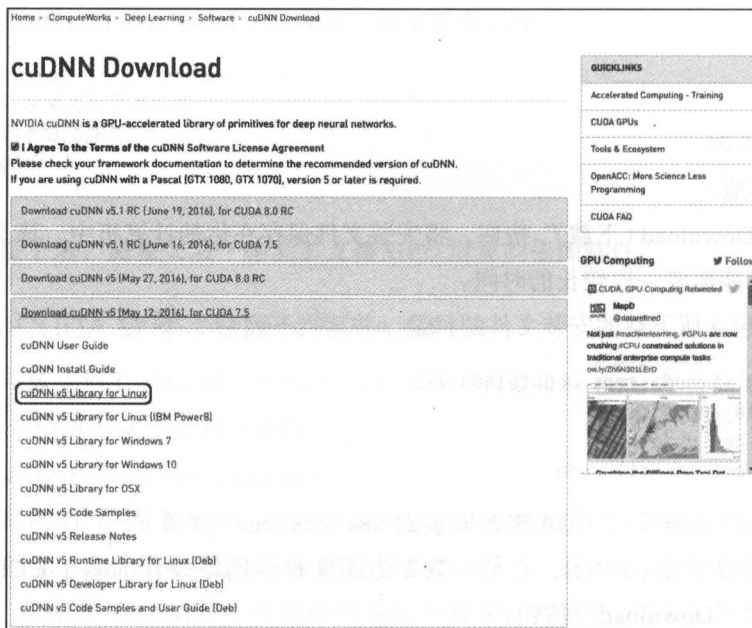 Home > ComputeWorks > Deep Learning > Software > cuDNN Download
cuDNN Download
NVIDIA cuDNN is a GPU-accelerated library of primitives for deep neural networks.
I Agree To the Terms of the cuDNN Software License Agreement
Please check your framework documentation to determine the recommended version of cuDNN.
If you are using cuDNN with a Pascal (GTX 1080, GTX 1070), version 5 or later is required.
Download cuDNN v5.1 RC (June 19, 2016), for CUDA 8.0 RC
Download cuDNN v5.1 RC (June 16, 2016), for CUDA 7.5
Download cuDNN v5 (May 27, 2016), for CUDA 8.0 RC
Download cuDNN v5 (May 12, 2016), for CUDA 7.5
cuDNN User Guide
cuDNN Install Guide
cuDNN v5 Library for Linux
cuDNN v5 Library for Linux (IBM Power8)
cuDNN v5 Library for Windows 7
cuDNN v5 Library for Windows 10
cuDNN v5 Library for OSX
cuDNN v5 Code Samples
cuDNN v5 Release Notes
cuDNN v5 Runtime Library for Linux (Deb)
cuDNN v5 Developer Library for Linux (Deb)
cuDNN v5 Code Samples and User Guide (Deb)
QUICKLINKS
Accelerated Computing - Training
CUDA GPUs
Tools & Ecosystem
OpenACC: More Science Less
Programming
CUDA FAQ
GPU Computing
Follow
CUDA, GPU Computing Retweeted
MapD
@datarefined
Not just #machinelearning, #GPUs are now
crushing #CPU constrained solutions in
traditional enterprise compute tasks
ow.ly/Zh6N301LErD